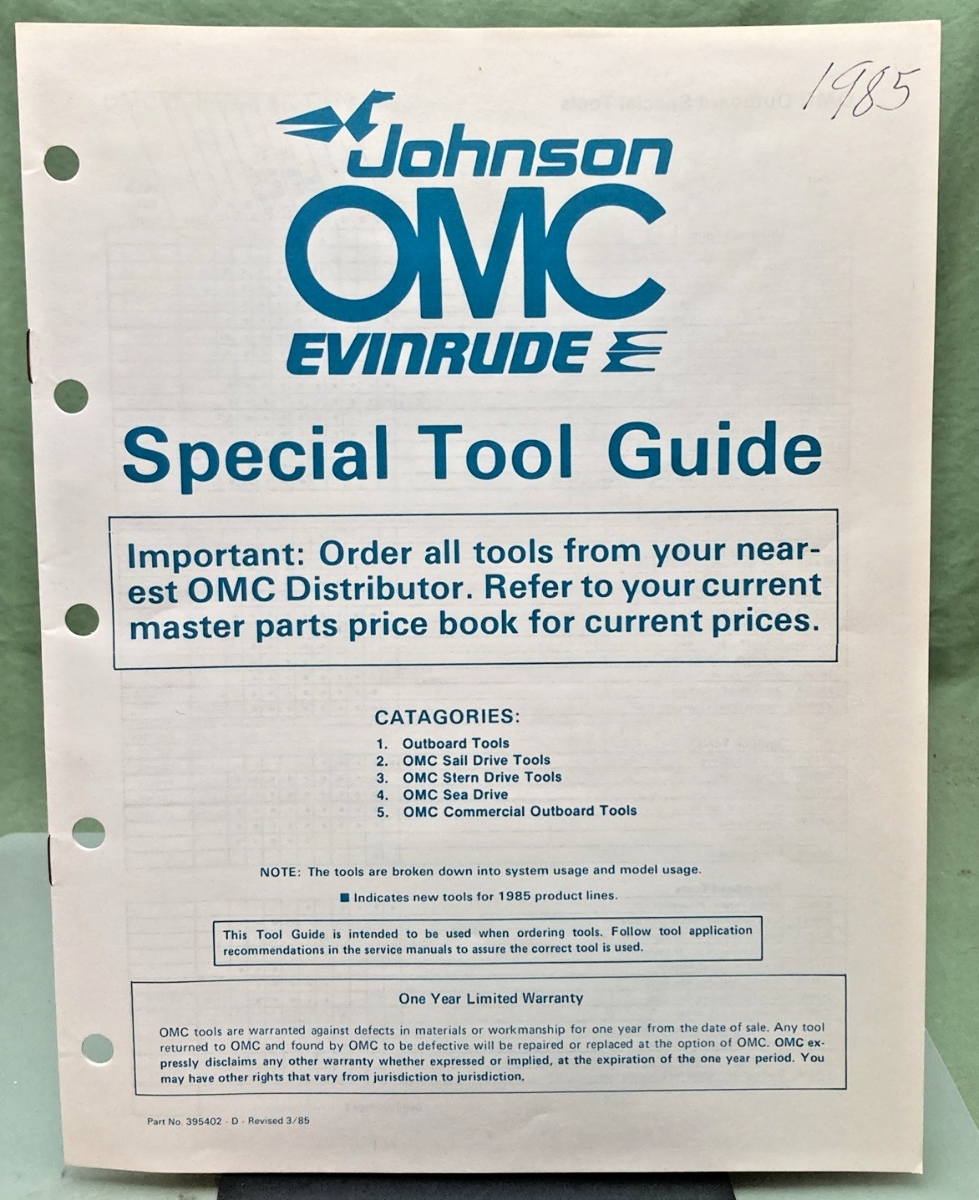 1985
Johnson
OMC
EVINRUDE
Special Tool Guide
Important: Order all tools from your near-
est OMC Distributor. Refer to your current
master parts price book for current prices.
CATAGORIES:
1. Outboard Tools
2. OMC Sail Drive Tools
3. OMC Stern Drive Tools
4. OMC Sea Drive
5. OMC Commercial Outboard Tools
NOTE: The tools are broken down into system usage and model usage.
■ Indicates new tools for 1985 product lines.
This Tool Guide is intended to be used when ordering tools. Follow tool application
recommendations in the service manuals to assure the correct tool is used.
One Year Limited Warranty
OMC tools are warranted against defects in materials or workmanship for one year from the date of sale. Any tool
returned to OMC and found by OMC to be defective will be repaired or replaced at the option of OMC. OMC ex-
pressly disclaims any other warranty whether expressed or implied, at the expiration of the one year period. You
may have other rights that vary from jurisdiction to jurisdiction.
Part No. 395402 - D - Revised 3/85